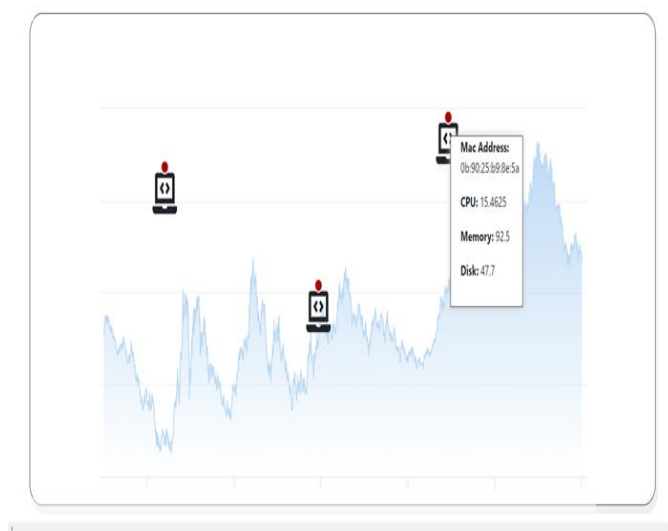 Mac Address:
0b:90:25:b9:8e:5a
CPU: 15.4625
Memory: 92.5
Disk: 47.7